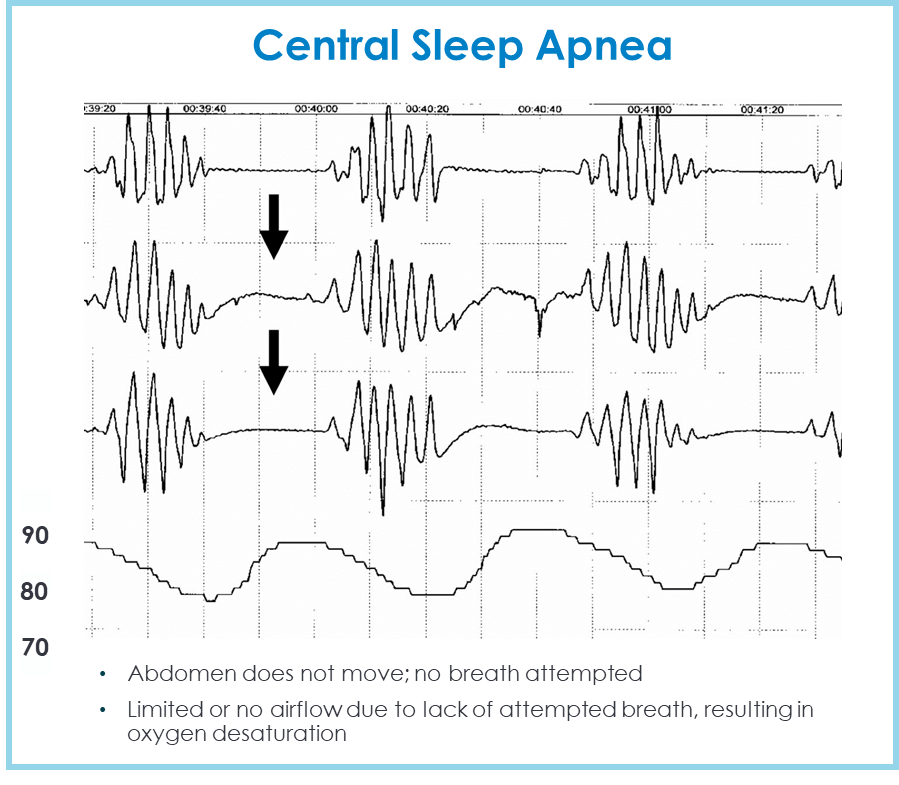 Central Sleep Apnea
:39:20 00:39:40 00:40:00 00:40:20 00:40:40 00:41:00 00:41:20
90
80
70
• Abdomen does not move; no breath attempted
• Limited or no airflow due to lack of attempted breath, resulting in
oxygen desaturation